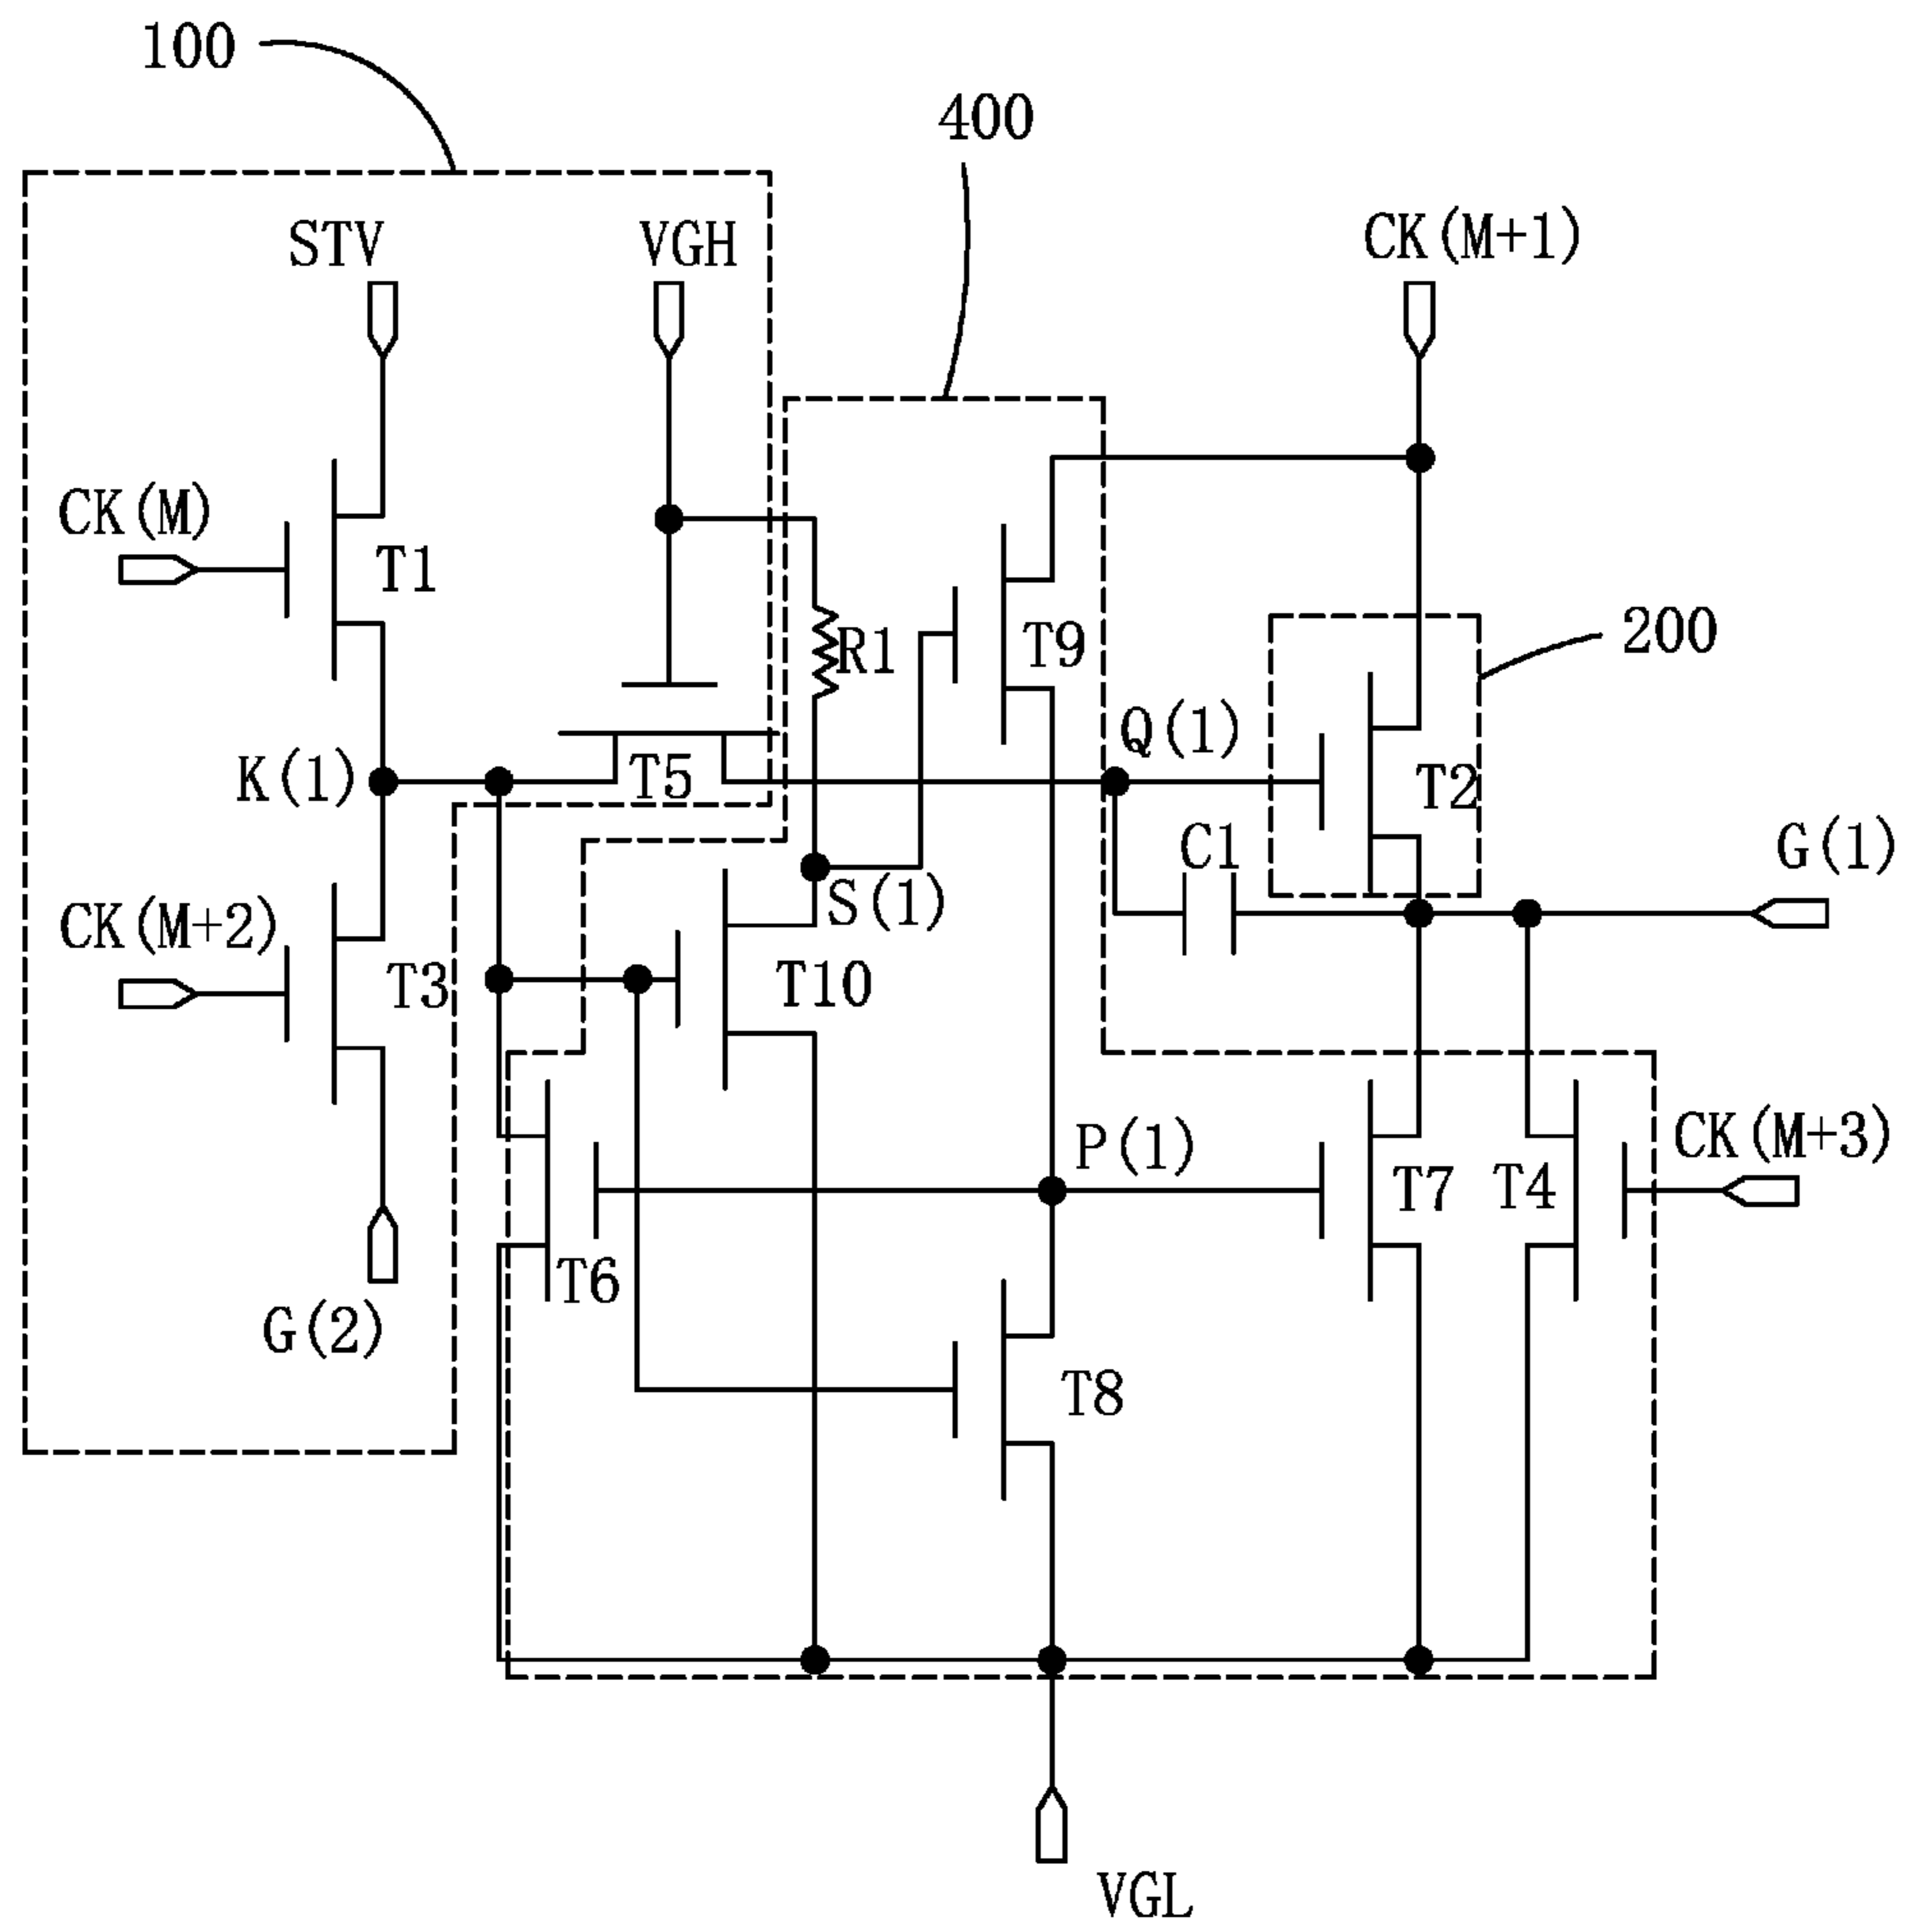 100
400
STV
VGH
CK(M+1)
CK(M)
T1
R1
T9
200
Q(1)
K(1)
T5
T2
C1
G(1)
S(1)
CK(M+2)
T3
T10
P(1)
CK(M+3)
T7
T4
T6
G(2)
T8
VGL